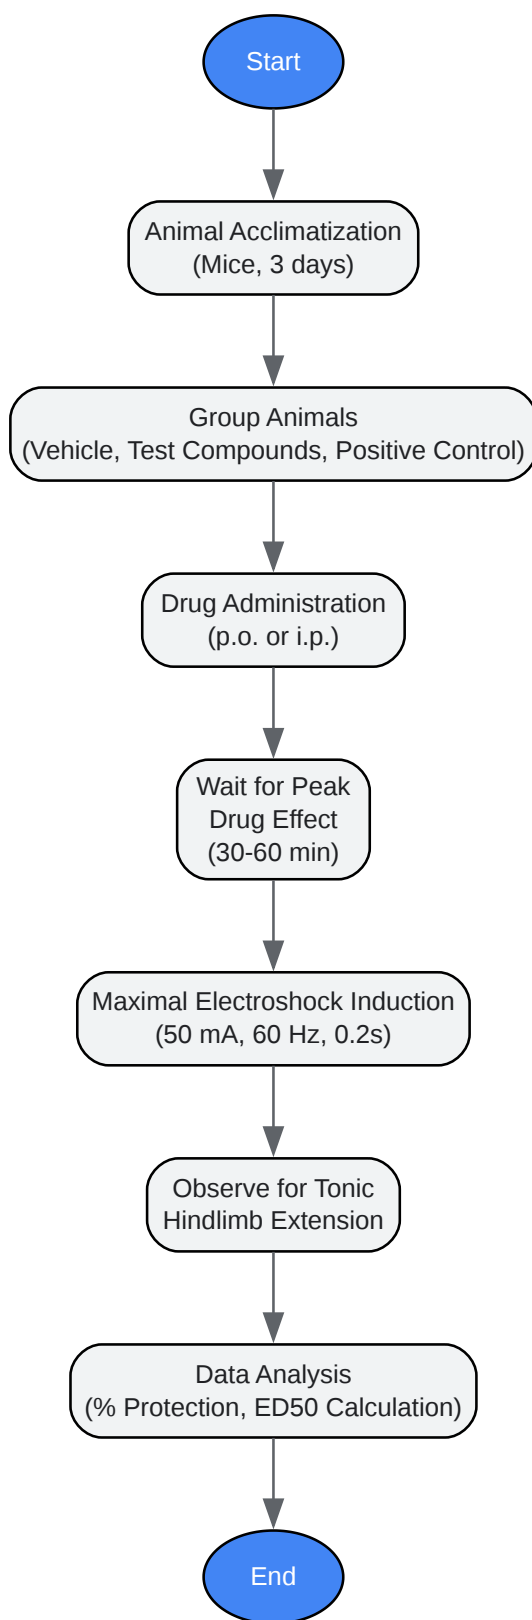 Start
Animal Acclimatization
(Mice, 3 days)
Group Animals
(Vehicle, Test Compounds, Positive Control)
Drug Administration
(p.o. or i.p.)
Wait for Peak
Drug Effect
(30-60 min)
Maximal Electroshock Induction
(50 mA, 60 Hz, 0.2s)
Observe for Tonic
Hindlimb Extension
Data Analysis
(% Protection, ED50 Calculation)
End